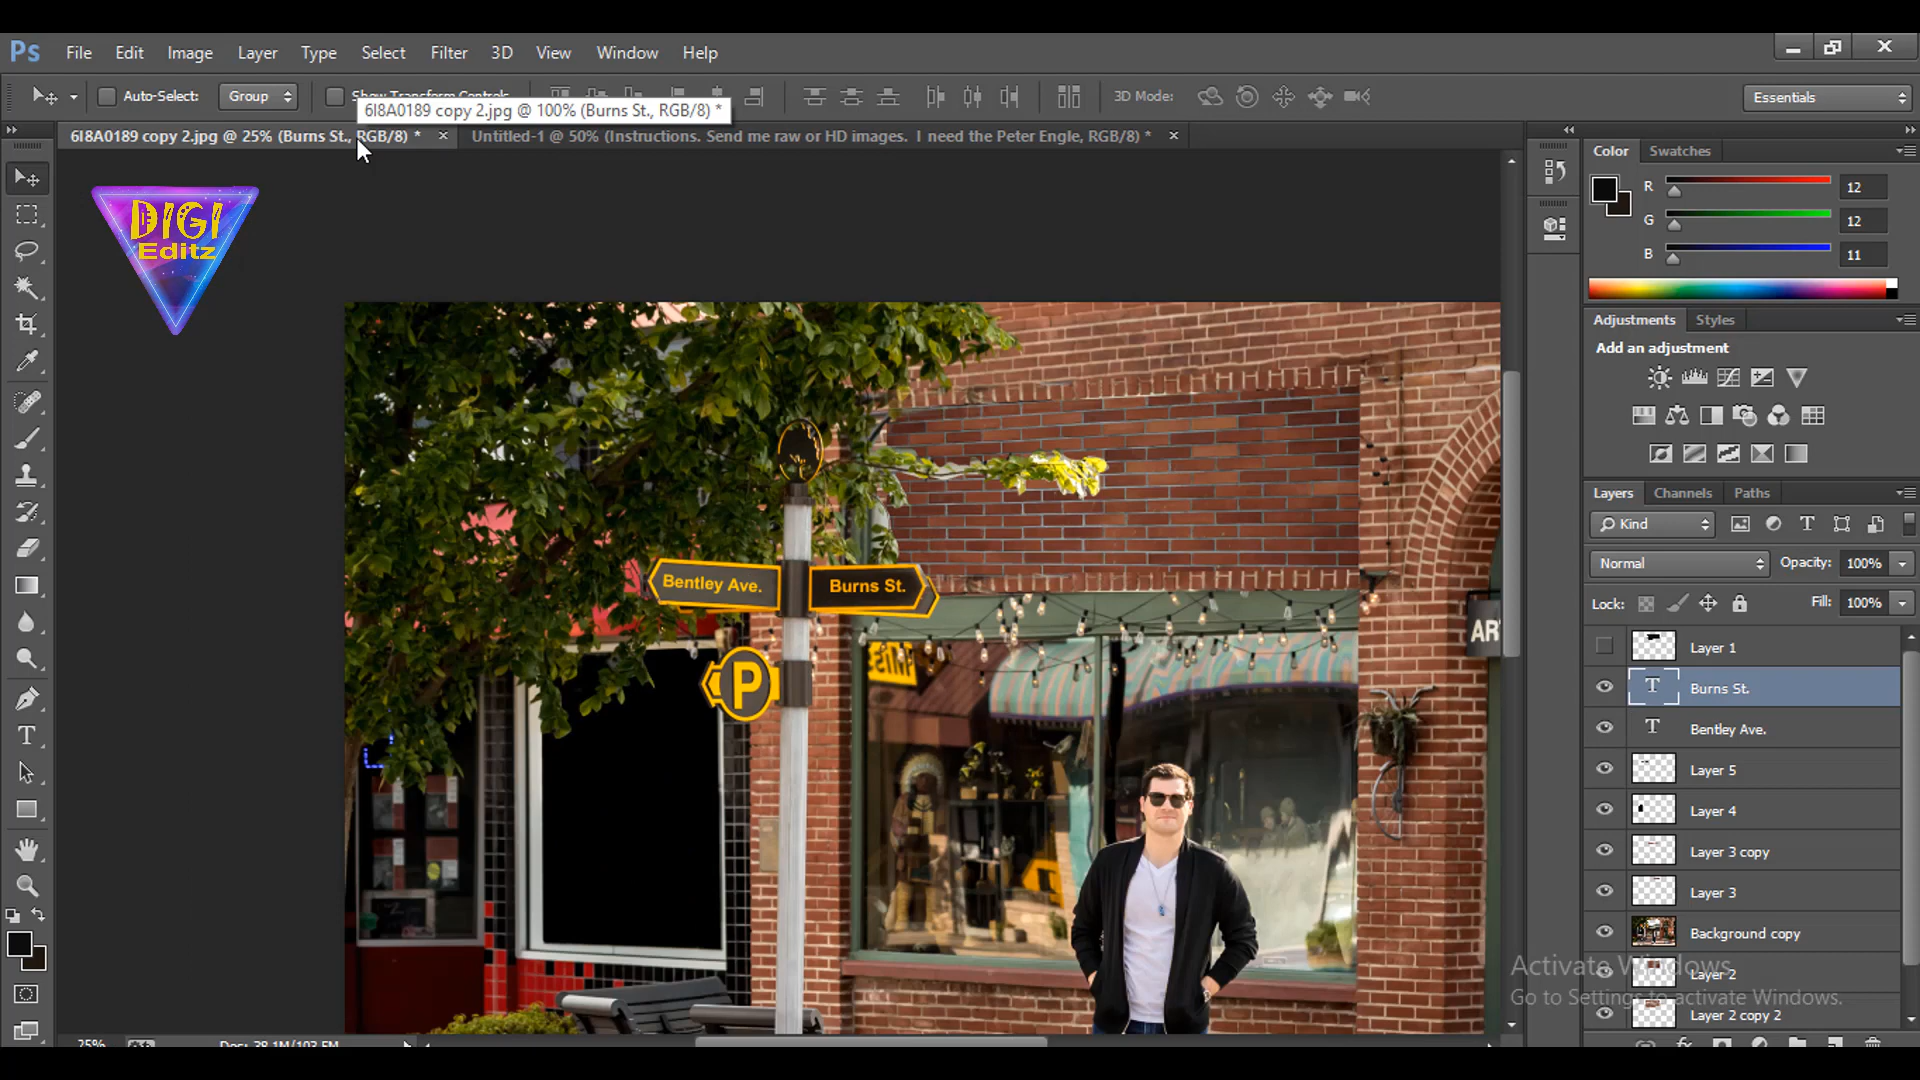 Ps File Edit Image Layer Type Select Filter 3D View Window Help
Auto-Select: Group Show Transform Controls 3D Mode: Essentials
6I8A0189 copy 2.jpg @ 100% (Burns St., RGB/8) *
6I8A0189 copy 2.jpg @ 25% (Burns St., RGB/8) *
Untitled-1 @ 50% (Instructions. Send me raw or HD images. I need the Peter Engle, RGB/8) *
DIGI
Editz
Bentley Ave.
Burns St.
P
AR
Color Swatches
R 12
G 12
B 11
Adjustments Styles
Add an adjustment
Layers Channels Paths
Kind
Normal Opacity: 100%
Lock: Fill: 100%
Layer 1
Burns St.
Bentley Ave.
Layer 5
Layer 4
Layer 3 copy
Layer 3
Background copy
Layer 2
Layer 2 copy 2
Activate Windows
Go to Settings to activate Windows.
25%
Doc: 38.1M/103.5M